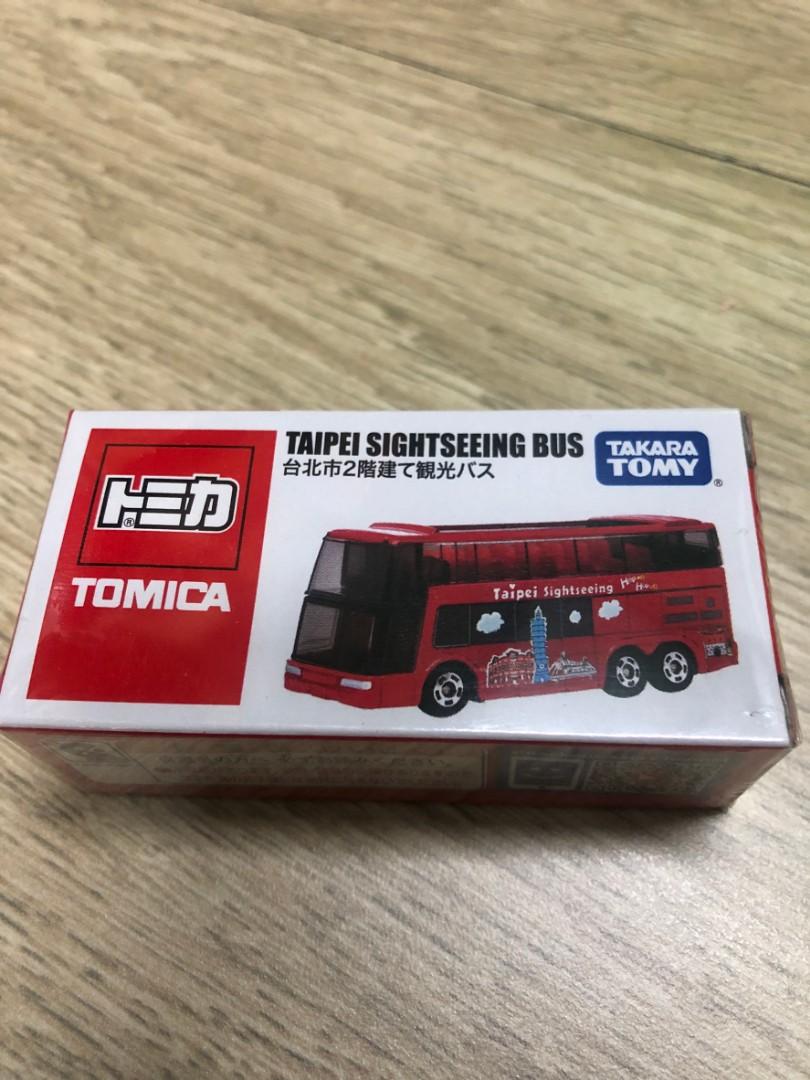 TAIPEI SIGHTSEEING BUS
台北市2階建て観光バス
TAKARA
TOMY
®
トミカ
®
TOMICA
Taipei Sightseeing